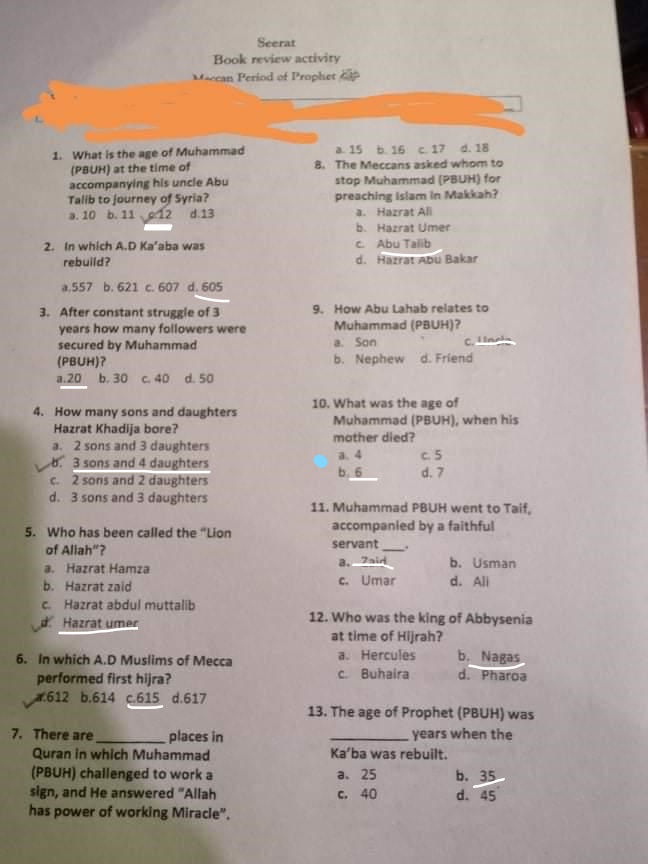 Seerat
Book review activity
Meccan Period of Prophet ﷺ
1. What is the age of Muhammad
(PBUH) at the time of
accompanying his uncle Abu
Talib to journey of Syria?
a. 10 b. 11 c.12 d.13
2. In which A.D Ka'aba was
rebuild?
a.557 b. 621 c. 607 d. 605
3. After constant struggle of 3
years how many followers were
secured by Muhammad
(PBUH)?
a.20 b. 30 c. 40 d. 50
4. How many sons and daughters
Hazrat Khadija bore?
a. 2 sons and 3 daughters
b. 3 sons and 4 daughters
c. 2 sons and 2 daughters
d. 3 sons and 3 daughters
5. Who has been called the "Lion
of Allah"?
a. Hazrat Hamza
b. Hazrat zaid
c. Hazrat abdul muttalib
d. Hazrat umer
6. In which A.D Muslims of Mecca
performed first hijra?
a.612 b.614 c.615 d.617
7. There are ________ places in
Quran in which Muhammad
(PBUH) challenged to work a
sign, and He answered "Allah
has power of working Miracle".
a. 15 b. 16 c. 17 d. 18
8. The Meccans asked whom to
stop Muhammad (PBUH) for
preaching Islam in Makkah?
a. Hazrat Ali
b. Hazrat Umer
c. Abu Talib
d. Hazrat Abu Bakar
9. How Abu Lahab relates to
Muhammad (PBUH)?
a. Son c. Uncle
b. Nephew d. Friend
10. What was the age of
Muhammad (PBUH), when his
mother died?
a. 4 c. 5
b. 6 d. 7
11. Muhammad PBUH went to Taif,
accompanied by a faithful
servant ___.
a. Zaid b. Usman
c. Umar d. Ali
12. Who was the king of Abbysenia
at time of Hijrah?
a. Hercules b. Nagas
c. Buhaira d. Pharoa
13. The age of Prophet (PBUH) was
_________ years when the
Ka'ba was rebuilt.
a. 25 b. 35
c. 40 d. 45